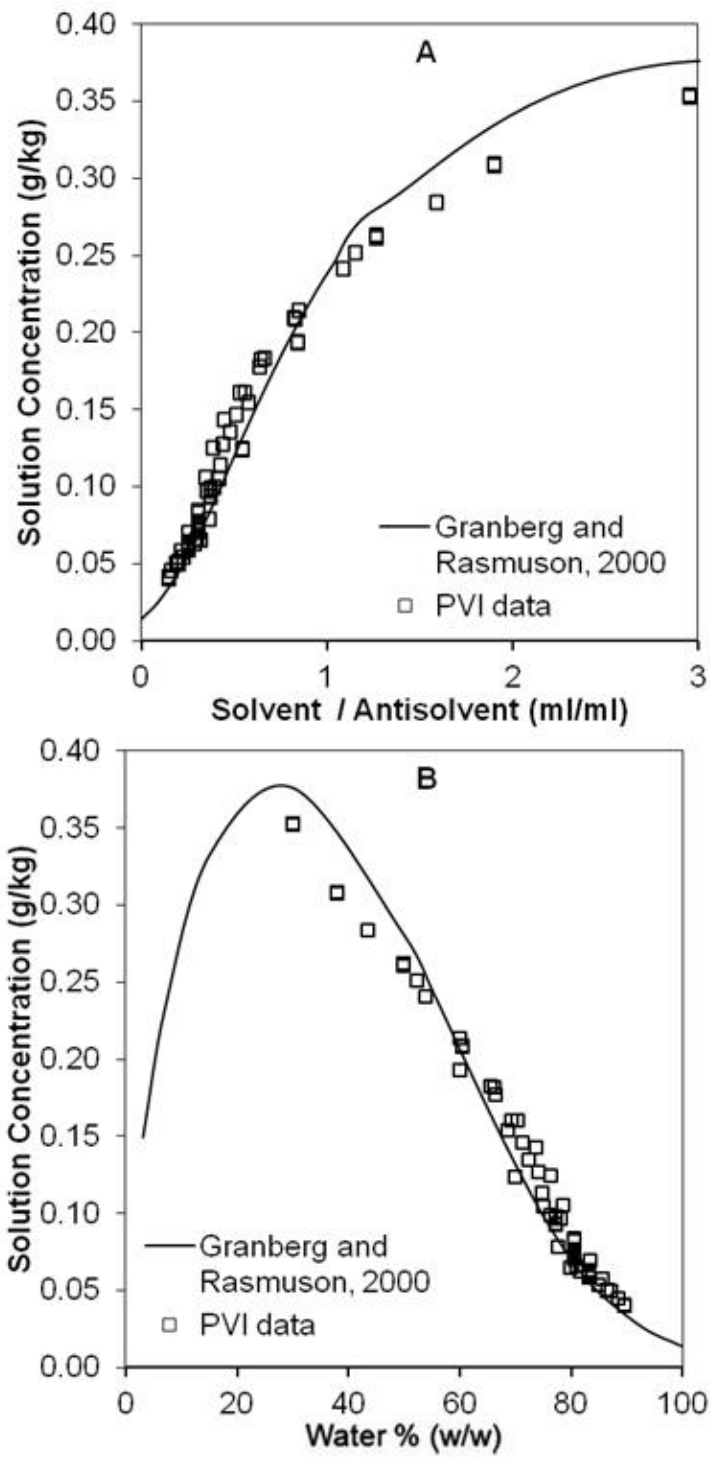 A
0.40
0.35
0.30
0.25
0.20
0.15
0.10
0.05
0.00
Solution Concentration (g/kg)
Granberg and
Rasmuson, 2000
PVI data
0 1 2 3
Solvent / Antisolvent (ml/ml)
B
0.40
0.35
0.30
0.25
0.20
0.15
0.10
0.05
0.00
Solution Concentration (g/kg)
Granberg and
Rasmuson, 2000
PVI data
0 20 40 60 80 100
Water % (w/w)